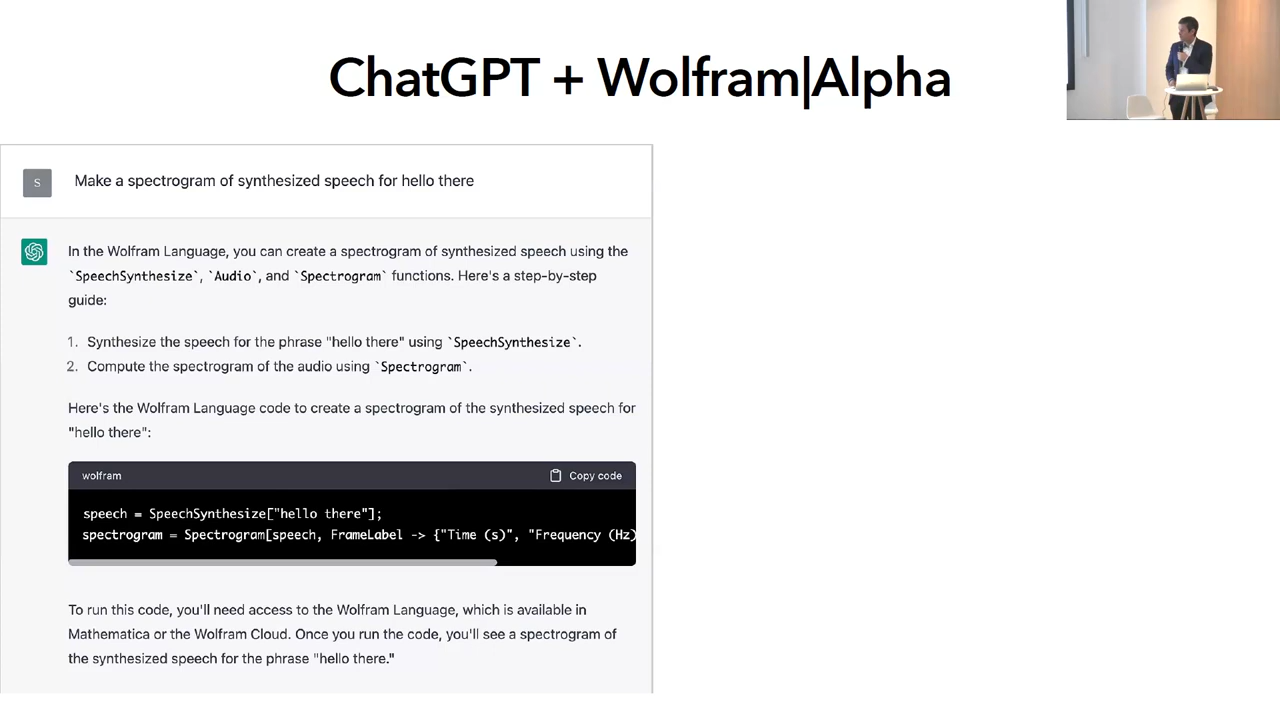 ChatGPT + Wolfram|Alpha
S
Make a spectrogram of synthesized speech for hello there
In the Wolfram Language, you can create a spectrogram of synthesized speech using the
`SpeechSynthesize`, `Audio`, and `Spectrogram` functions. Here's a step-by-step
guide:
1. Synthesize the speech for the phrase "hello there" using `SpeechSynthesize`.
2. Compute the spectrogram of the audio using `Spectrogram`.
Here's the Wolfram Language code to create a spectrogram of the synthesized speech for
"hello there":
wolfram Copy code
speech = SpeechSynthesize["hello there"];
spectrogram = Spectrogram[speech, FrameLabel -> {"Time (s)", "Frequency (Hz)
To run this code, you'll need access to the Wolfram Language, which is available in
Mathematica or the Wolfram Cloud. Once you run the code, you'll see a spectrogram of
the synthesized speech for the phrase "hello there."